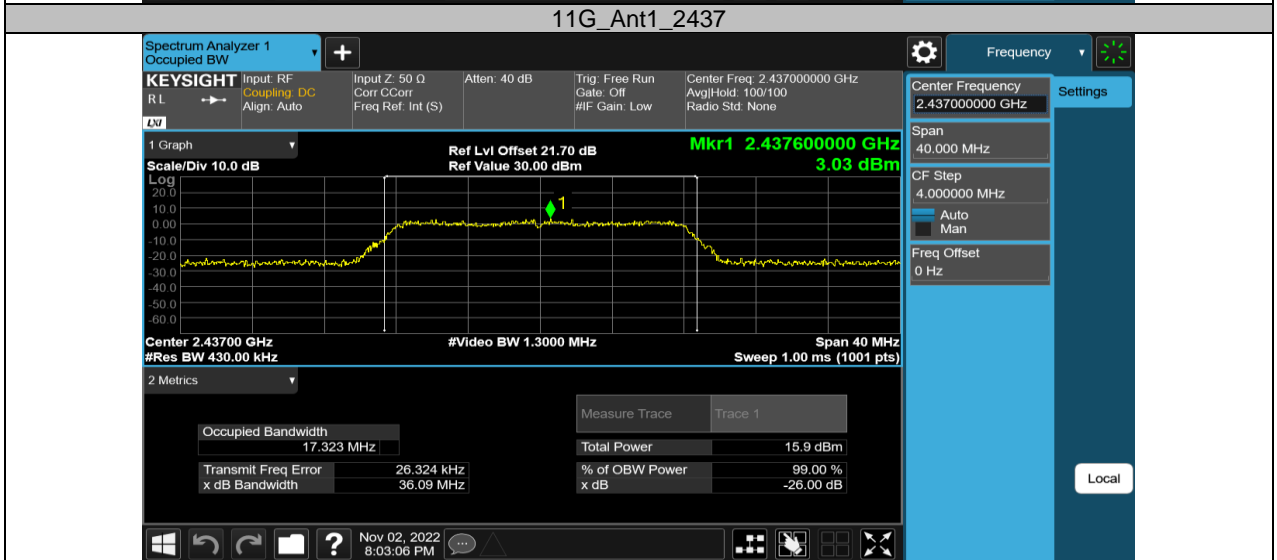 11G_Ant1_2437
Spectrum Analyzer 1
Occupied BW
+
Frequency
KEYSIGHT
RL
LXI
Input: RF
Coupling: DC
Align: Auto
Input Z: 50 Ω
Corr CCorr
Freq Ref: Int (S)
Atten: 40 dB
Trig: Free Run
Gate: Off
#IF Gain: Low
Center Freq: 2.437000000 GHz
Avg|Hold: 100/100
Radio Std: None
Center Frequency
2.437000000 GHz
Settings
Span
40.000 MHz
CF Step
4.000000 MHz
Auto
Man
Freq Offset
0 Hz
1 Graph
Scale/Div 10.0 dB
Ref Lvl Offset 21.70 dB
Ref Value 30.00 dBm
Mkr1 2.437600000 GHz
3.03 dBm
Log
20.0
10.0
0.00
-10.0
-20.0
-30.0
-40.0
-50.0
-60.0
1
Center 2.43700 GHz
#Res BW 430.00 kHz
#Video BW 1.3000 MHz
Span 40 MHz
Sweep 1.00 ms (1001 pts)
2 Metrics
Measure Trace Trace 1
Occupied Bandwidth
17.323 MHz
Total Power 15.9 dBm
Transmit Freq Error 26.324 kHz
% of OBW Power 99.00 %
x dB Bandwidth 36.09 MHz
x dB -26.00 dB
Local
?
Nov 02, 2022
8:03:06 PM